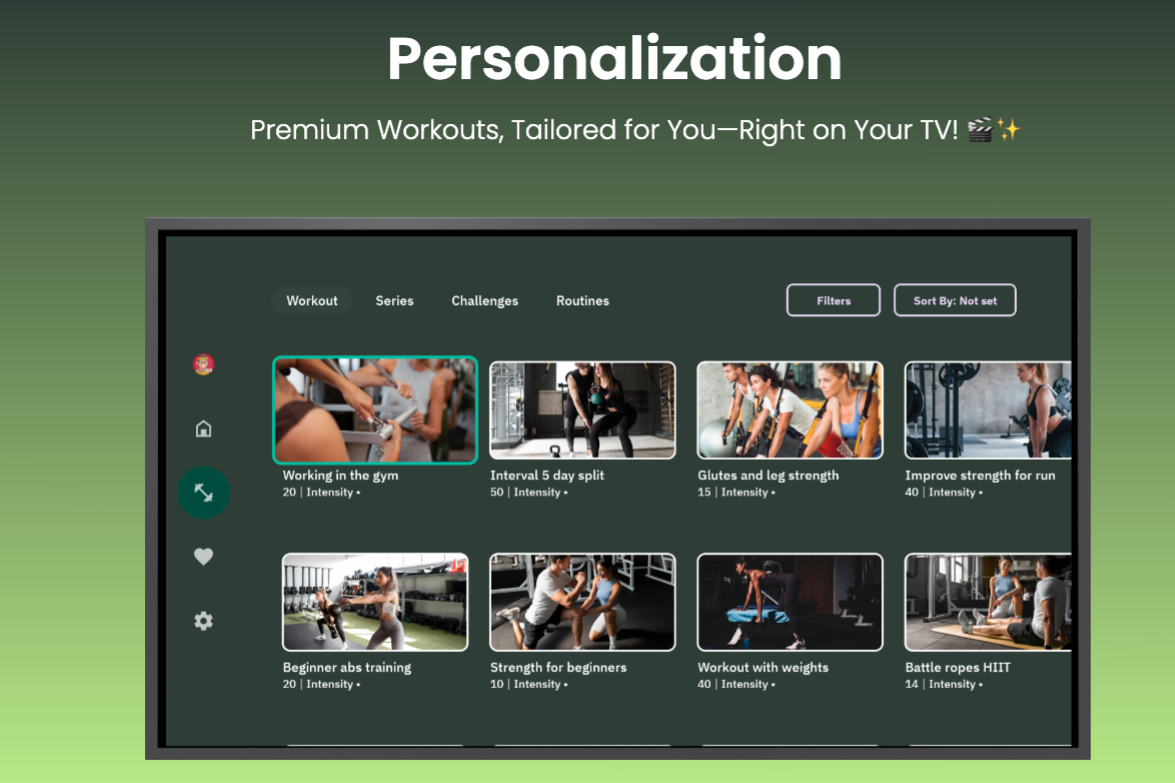 Personalization
Premium Workouts, Tailored for You—Right on Your TV! 🎬✨
Workout Series Challenges Routines Filters Sort By: Not set
Working in the gym
20 | Intensity •
Interval 5 day split
50 | Intensity •
Glutes and leg strength
15 | Intensity •
Improve strength for run
40 | Intensity •
Beginner abs training
20 | Intensity •
Strength for beginners
10 | Intensity •
Workout with weights
40 | Intensity •
Battle ropes HIIT
14 | Intensity •